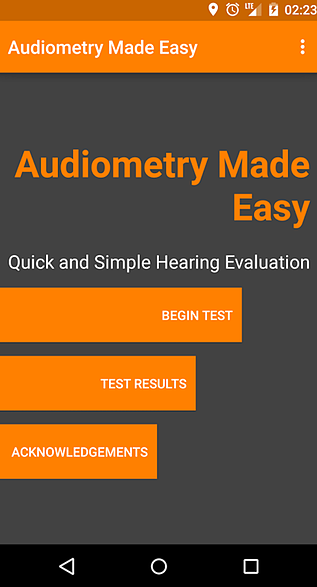 LTE 02:23
Audiometry Made Easy
Audiometry Made
Easy
Quick and Simple Hearing Evaluation
BEGIN TEST
TEST RESULTS
ACKNOWLEDGEMENTS